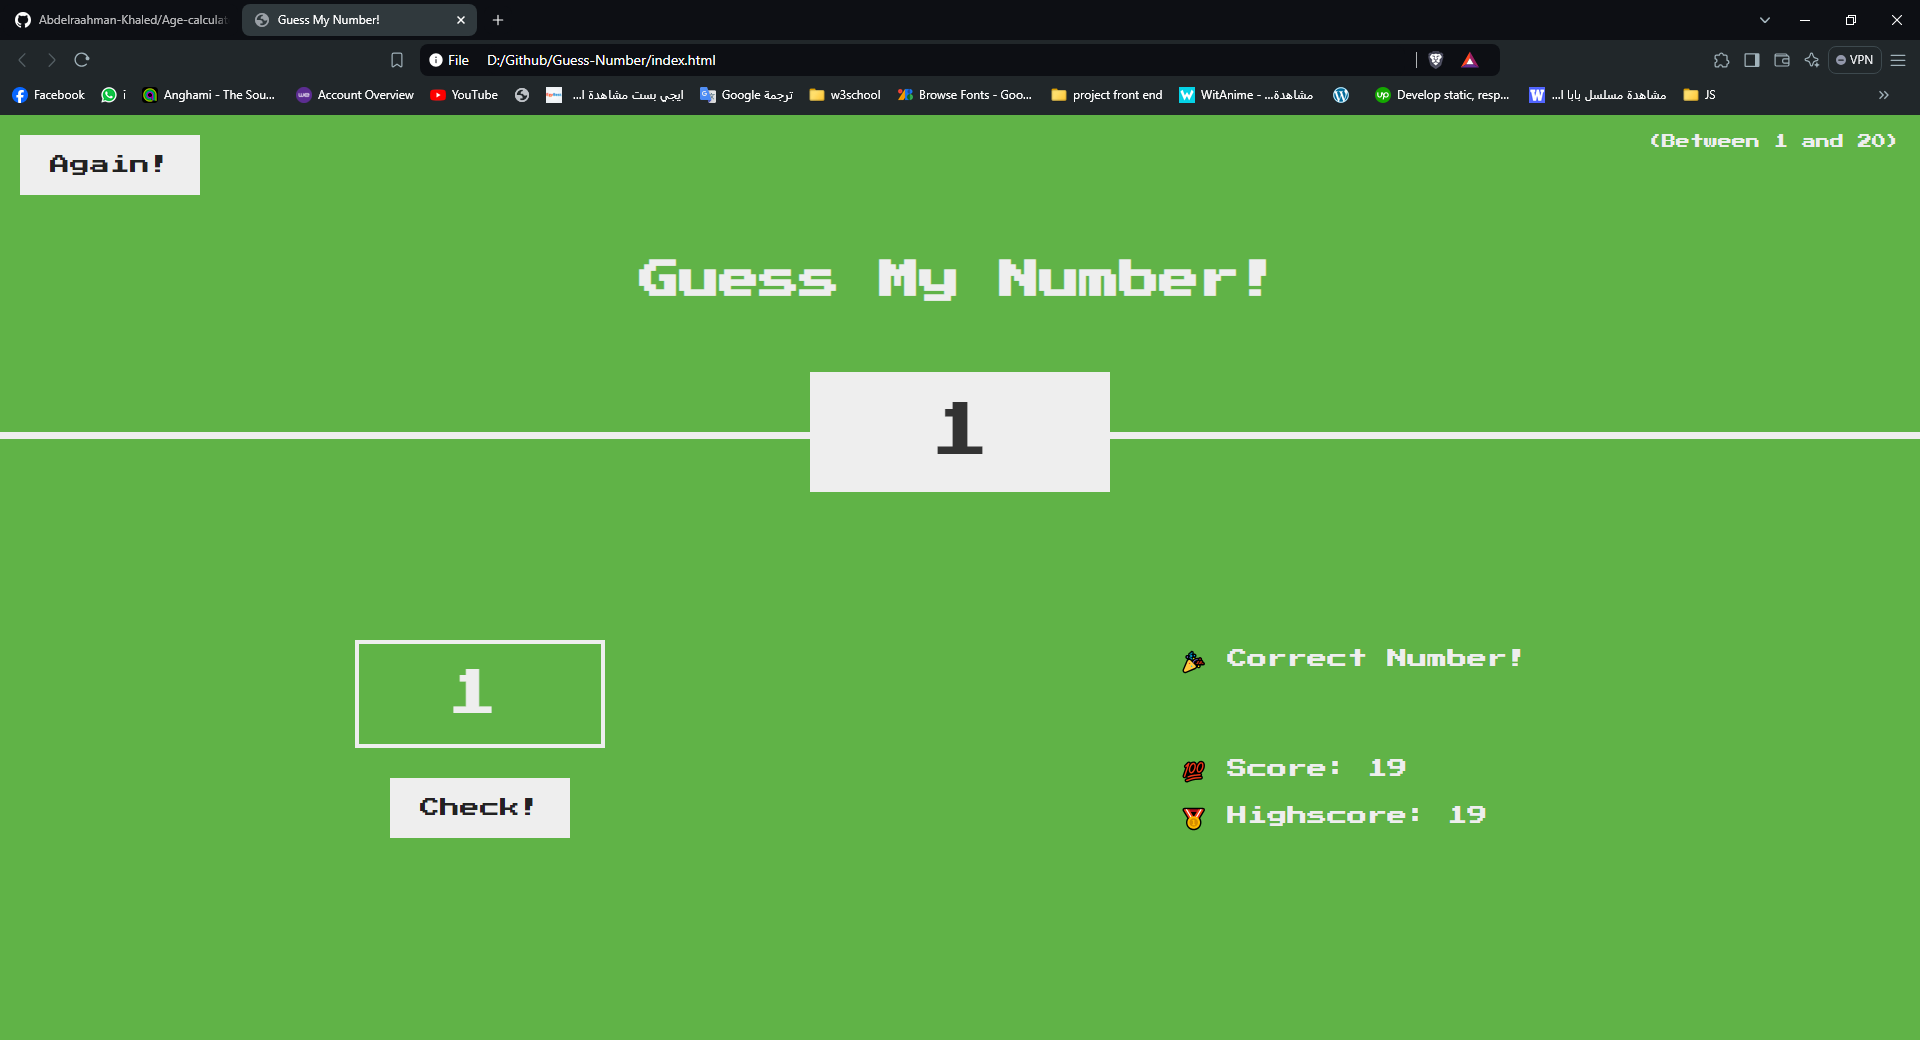 Abdelraahman-Khaled/Age-calculat
Guess My Number!
File D:/Github/Guess-Number/index.html
VPN
Facebook
i
Anghami - The Sou...
Account Overview
YouTube
ايجي بست مشاهدة ا...
ترجمة Google
w3school
Browse Fonts - Goo...
project front end
WitAnime - مشاهدة...
Develop static, resp...
مشاهدة مسلسل بابا ا...
JS
Again!
(Between 1 and 20)
Guess My Number!
1
1
Check!
🎉 Correct Number!
💯 Score: 19
🥇 Highscore: 19